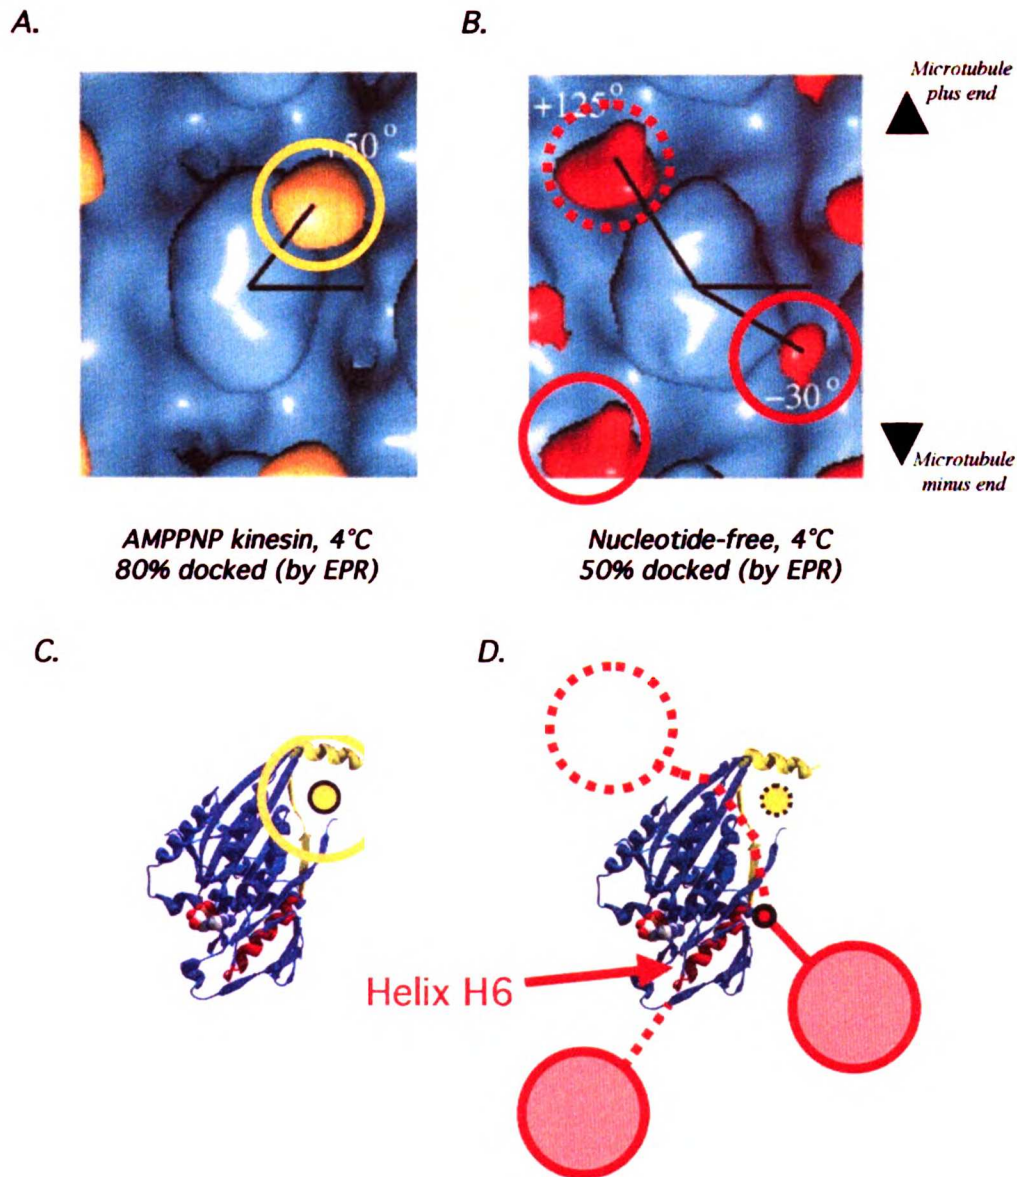 A.
B.
+50°
+125°
−30°
Microtubule
plus end
Microtubule
minus end
AMPPNP kinesin, 4°C
80% docked (by EPR)
Nucleotide-free, 4°C
50% docked (by EPR)
C.
D.
Helix H6